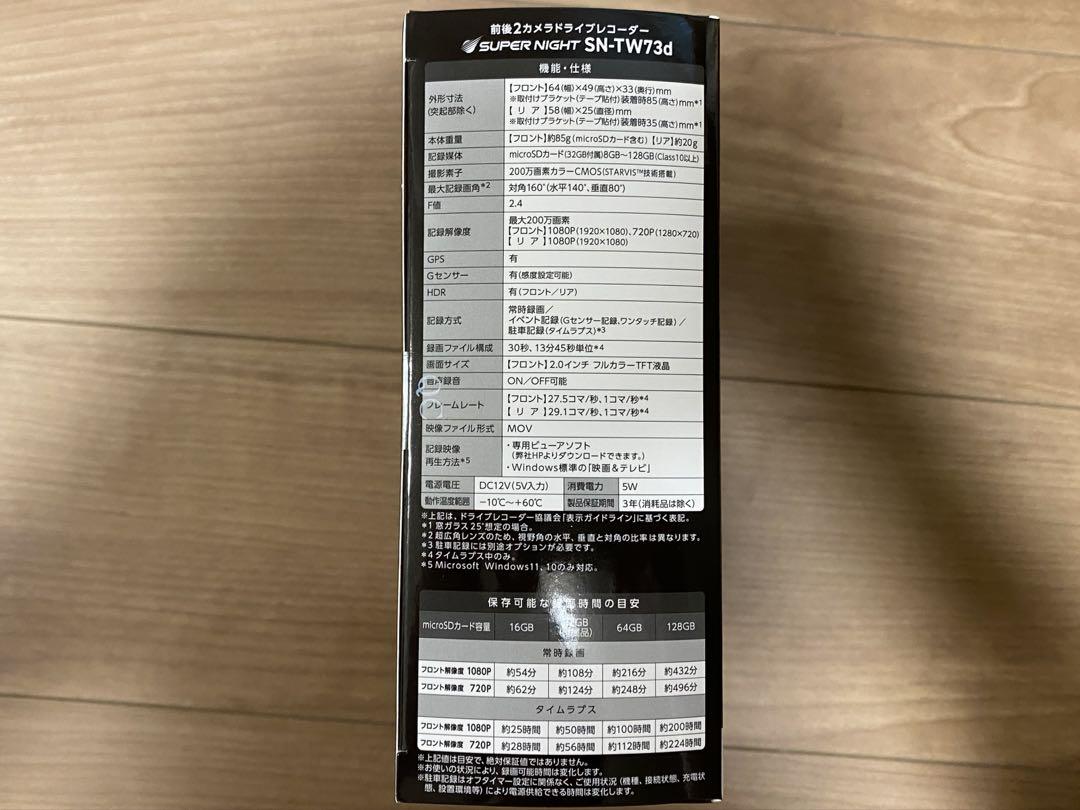 前後2カメラドライブレコーダー
SUPER NIGHT SN-TW73d
機能・仕様
外形寸法
(突起部除く)
【フロント】64(幅)×49(高さ)×33(奥行)mm
※取付けブラケット(テープ貼付)装着時85(高さ)mm*1
【 リ ア 】58(幅)×25(直径)mm
※取付けブラケット(テープ貼付)装着時35(高さ)mm*1
本体重量 【フロント】約85g(microSDカード含む)【リア】約20g
記録媒体 microSDカード(32GB付属)8GB～128GB(Class10以上)
撮影素子 200万画素カラーCMOS(STARVIS™技術搭載)
最大記録画角*2 対角160°(水平140°、垂直80°)
F値 2.4
記録解像度
最大200万画素
【フロント】1080P(1920×1080)、720P(1280×720)
【 リ ア 】1080P(1920×1080)
GPS 有
Gセンサー 有(感度設定可能)
HDR 有(フロント/リア)
記録方式
常時録画/
イベント記録(Gセンサー記録、ワンタッチ記録)/
駐車記録(タイムラプス)*3
録画ファイル構成 30秒、13分45秒単位*4
画面サイズ 【フロント】2.0インチ フルカラーTFT液晶
音声録音 ON/OFF可能
フレームレート
【フロント】27.5コマ/秒、1コマ/秒*4
【 リ ア 】29.1コマ/秒、1コマ/秒*4
映像ファイル形式 MOV
記録映像
再生方法*5
・専用ビューアソフト
(弊社HPよりダウンロードできます。)
・Windows標準の「映画&テレビ」
電源電圧 DC12V(5V入力) 消費電力 5W
動作温度範囲 −10℃～+60℃ 製品保証期間 3年(消耗品は除く)
※上記は、ドライブレコーダー協議会「表示ガイドライン」に基づく表記。
*1 窓ガラス25°想定の場合。
*2 超広角レンズのため、視野角の水平、垂直と対角の比率は異なります。
*3 駐車記録には別途オプションが必要です。
*4 タイムラプス中のみ。
*5 Microsoft Windows11、10のみ対応。
保存可能な 時間の目安
microSDカード容量 16GB 64GB 128GB
常時録画
フロント解像度 1080P 約54分 約108分 約216分 約432分
フロント解像度 720P 約62分 約124分 約248分 約496分
タイムラプス
フロント解像度 1080P 約25時間 約50時間 約100時間 約200時間
フロント解像度 720P 約28時間 約56時間 約112時間 約224時間
※上記値は目安で、絶対保証値ではありません。
※お使いの状況により、録画可能時間は変化します。
※駐車記録はオフタイマー設定に関係なく、ご使用状況(機種、接続状態、充電状
態、設置環境等)により電源供給できる時間は変化します。